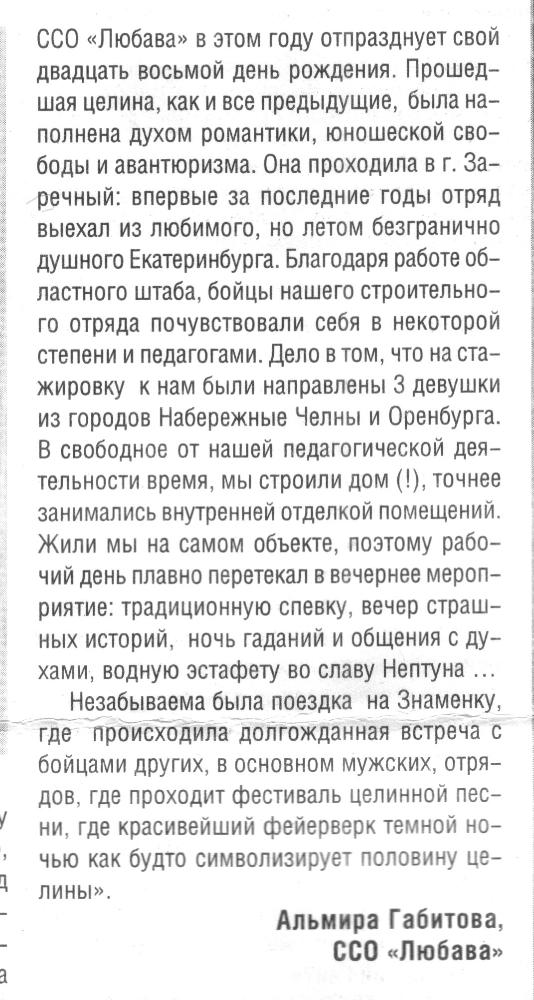 ССО «Любава» в этом году отпразднует свой
двадцать восьмой день рождения. Прошед-
шая целина, как и все предыдущие, была на-
полнена духом романтики, юношеской сво-
боды и авантюризма. Она проходила в г. За-
речный: впервые за последние годы отряд
выехал из любимого, но летом безгранично
душного Екатеринбурга. Благодаря работе об-
ластного штаба, бойцы нашего строительно-
го отряда почувствовали себя в некоторой
степени и педагогами. Дело в том, что на ста-
жировку к нам были направлены 3 девушки
из городов Набережные Челны и Оренбурга.
В свободное от нашей педагогической дея-
тельности время, мы строили дом (!), точнее
занимались внутренней отделкой помещений.
Жили мы на самом объекте, поэтому рабо-
чий день плавно перетекал в вечернее мероп-
риятие: традиционную спевку, вечер страш-
ных историй, ночь гаданий и общения с ду-
хами, водную эстафету во славу Нептуна ...
Незабываема была поездка на Знаменку,
где происходила долгожданная встреча с
бойцами других, в основном мужских, отря-
дов, где проходит фестиваль целинной пес-
ни, где красивейший фейерверк темной но-
чью как будто символизирует половину це-
лины».
Альмира Габитова,
ССО «Любава»